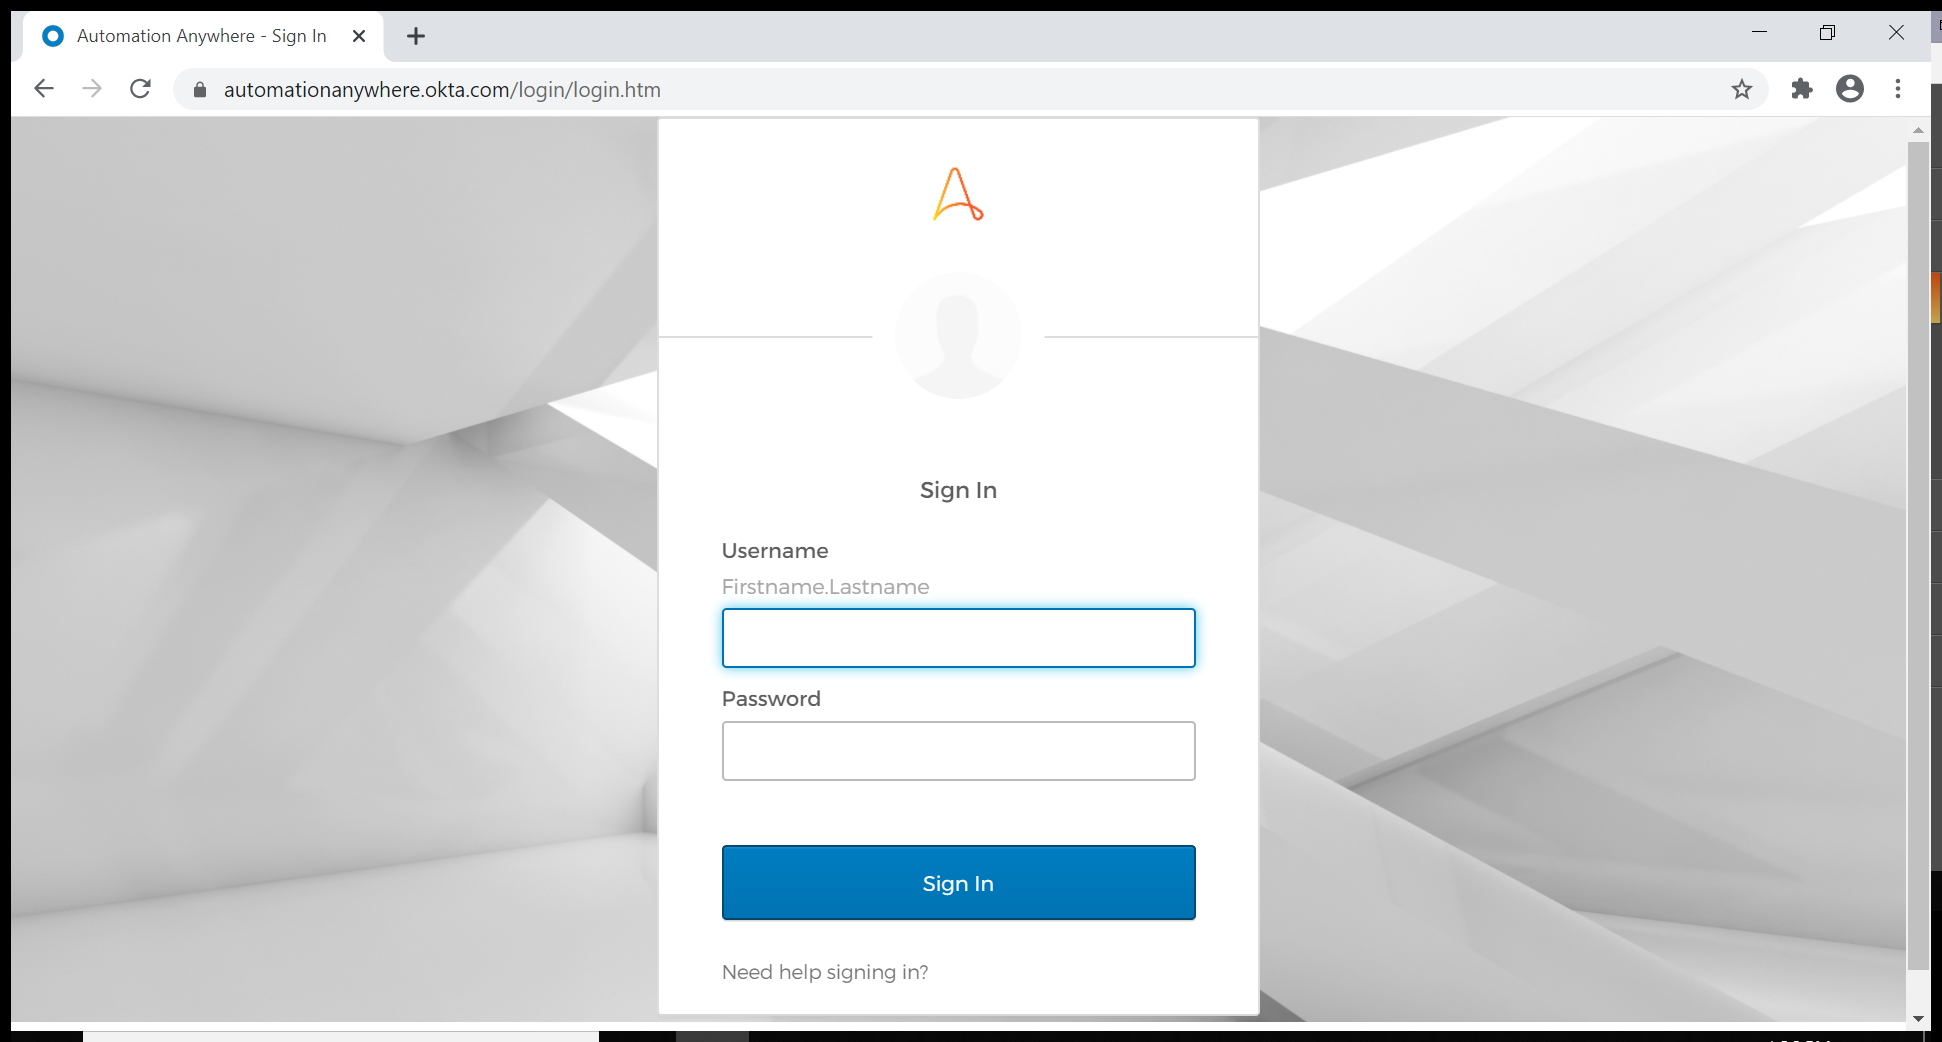 Automation Anywhere - Sign In
automationanywhere.okta.com/login/login.htm
Sign In
Username
Firstname.Lastname
Password
Sign In
Need help signing in?